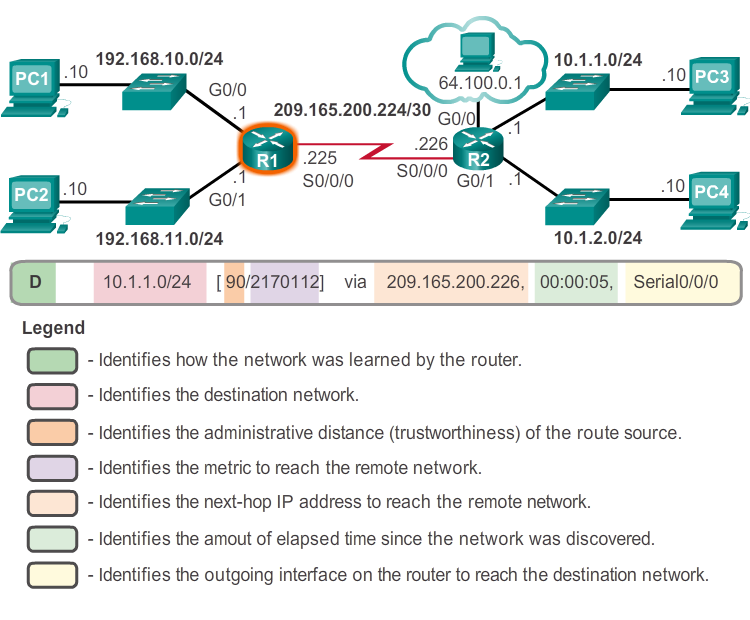 192.168.10.0/24
PC1
.10
G0/0
.1
209.165.200.224/30
R1
.225
S0/0/0
.1
G0/1
PC2
.10
192.168.11.0/24
64.100.0.1
G0/0
.226
S0/0/0
R2
G0/1
.1
.1
10.1.1.0/24
.10
PC3
.10
PC4
10.1.2.0/24
D 10.1.1.0/24 [ 90/2170112] via 209.165.200.226, 00:00:05, Serial0/0/0
Legend
- Identifies how the network was learned by the router.
- Identifies the destination network.
- Identifies the administrative distance (trustworthiness) of the route source.
- Identifies the metric to reach the remote network.
- Identifies the next-hop IP address to reach the remote network.
- Identifies the amout of elapsed time since the network was discovered.
- Identifies the outgoing interface on the router to reach the destination network.